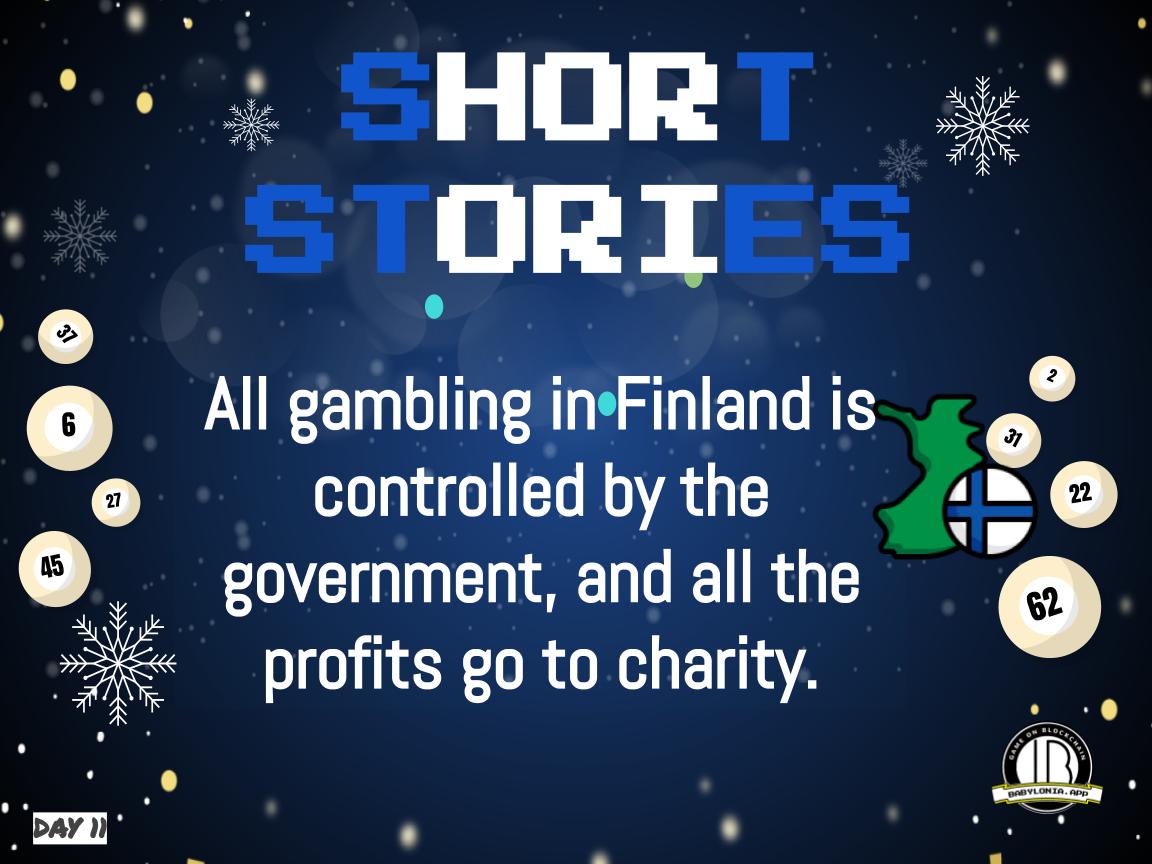 SHORT
STORIES
37
6
27
45
All gambling in Finland is
controlled by the
government, and all the
profits go to charity.
2
31
22
62
GAME ON BLOCKCHAIN
BABYLONIA.APP
DAY 11